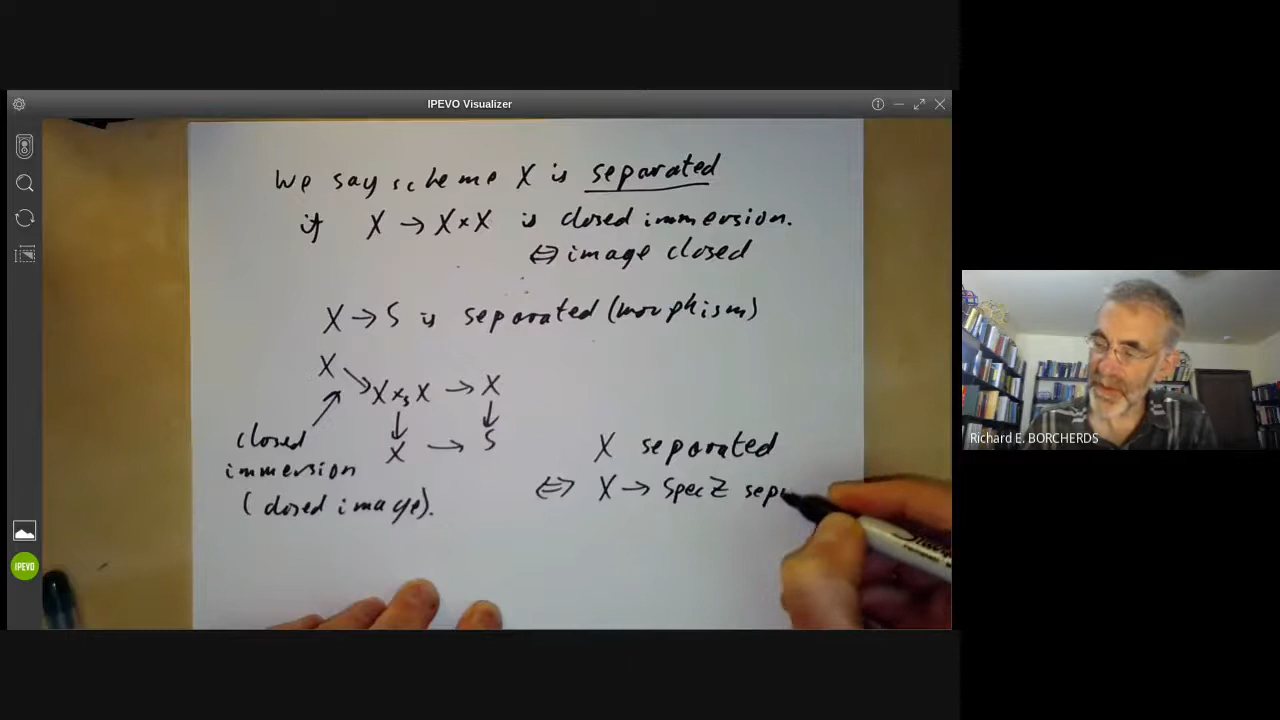 IPEVO Visualizer
We say scheme X is separated
if X → X×X is closed immersion.
⇔ image closed
X → S is separated (morphism)
X
X ×ₛ X → X
↓ ↓
X → S
closed
immersion
(closed image).
X separated
⇔ X → Spec Z sep
IPEVO
Richard E. BORCHERDS